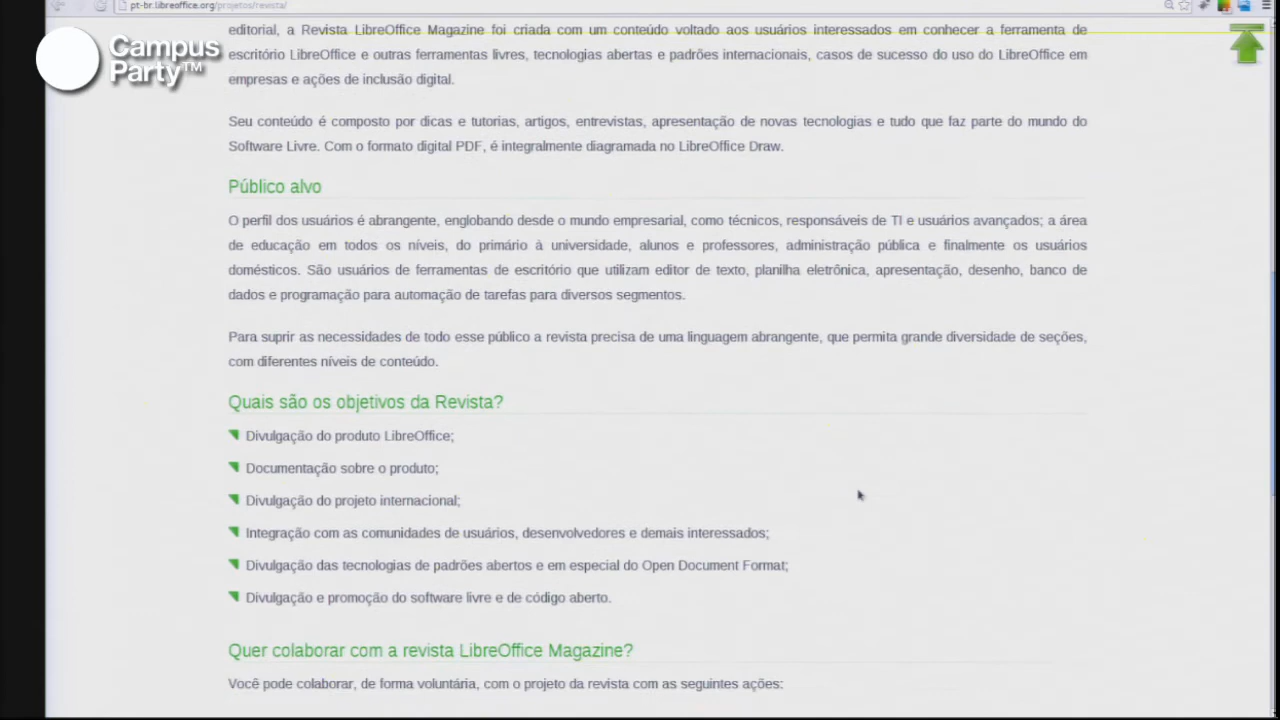 pt-br.libreoffice.org/projetos/revista/
Campus
Party™
editorial, a Revista LibreOffice Magazine foi criada com um conteúdo voltado aos usuários interessados em conhecer a ferramenta de
escritório LibreOffice e outras ferramentas livres, tecnologias abertas e padrões internacionais, casos de sucesso do uso do LibreOffice em
empresas e ações de inclusão digital.
Seu conteúdo é composto por dicas e tutorias, artigos, entrevistas, apresentação de novas tecnologias e tudo que faz parte do mundo do
Software Livre. Com o formato digital PDF, é integralmente diagramada no LibreOffice Draw.
Público alvo
O perfil dos usuários é abrangente, englobando desde o mundo empresarial, como técnicos, responsáveis de TI e usuários avançados; a área
de educação em todos os níveis, do primário à universidade, alunos e professores, administração pública e finalmente os usuários
domésticos. São usuários de ferramentas de escritório que utilizam editor de texto, planilha eletrônica, apresentação, desenho, banco de
dados e programação para automação de tarefas para diversos segmentos.
Para suprir as necessidades de todo esse público a revista precisa de uma linguagem abrangente, que permita grande diversidade de seções,
com diferentes níveis de conteúdo.
Quais são os objetivos da Revista?
Divulgação do produto LibreOffice;
Documentação sobre o produto;
Divulgação do projeto internacional;
Integração com as comunidades de usuários, desenvolvedores e demais interessados;
Divulgação das tecnologias de padrões abertos e em especial do Open Document Format;
Divulgação e promoção do software livre e de código aberto.
Quer colaborar com a revista LibreOffice Magazine?
Você pode colaborar, de forma voluntária, com o projeto da revista com as seguintes ações: